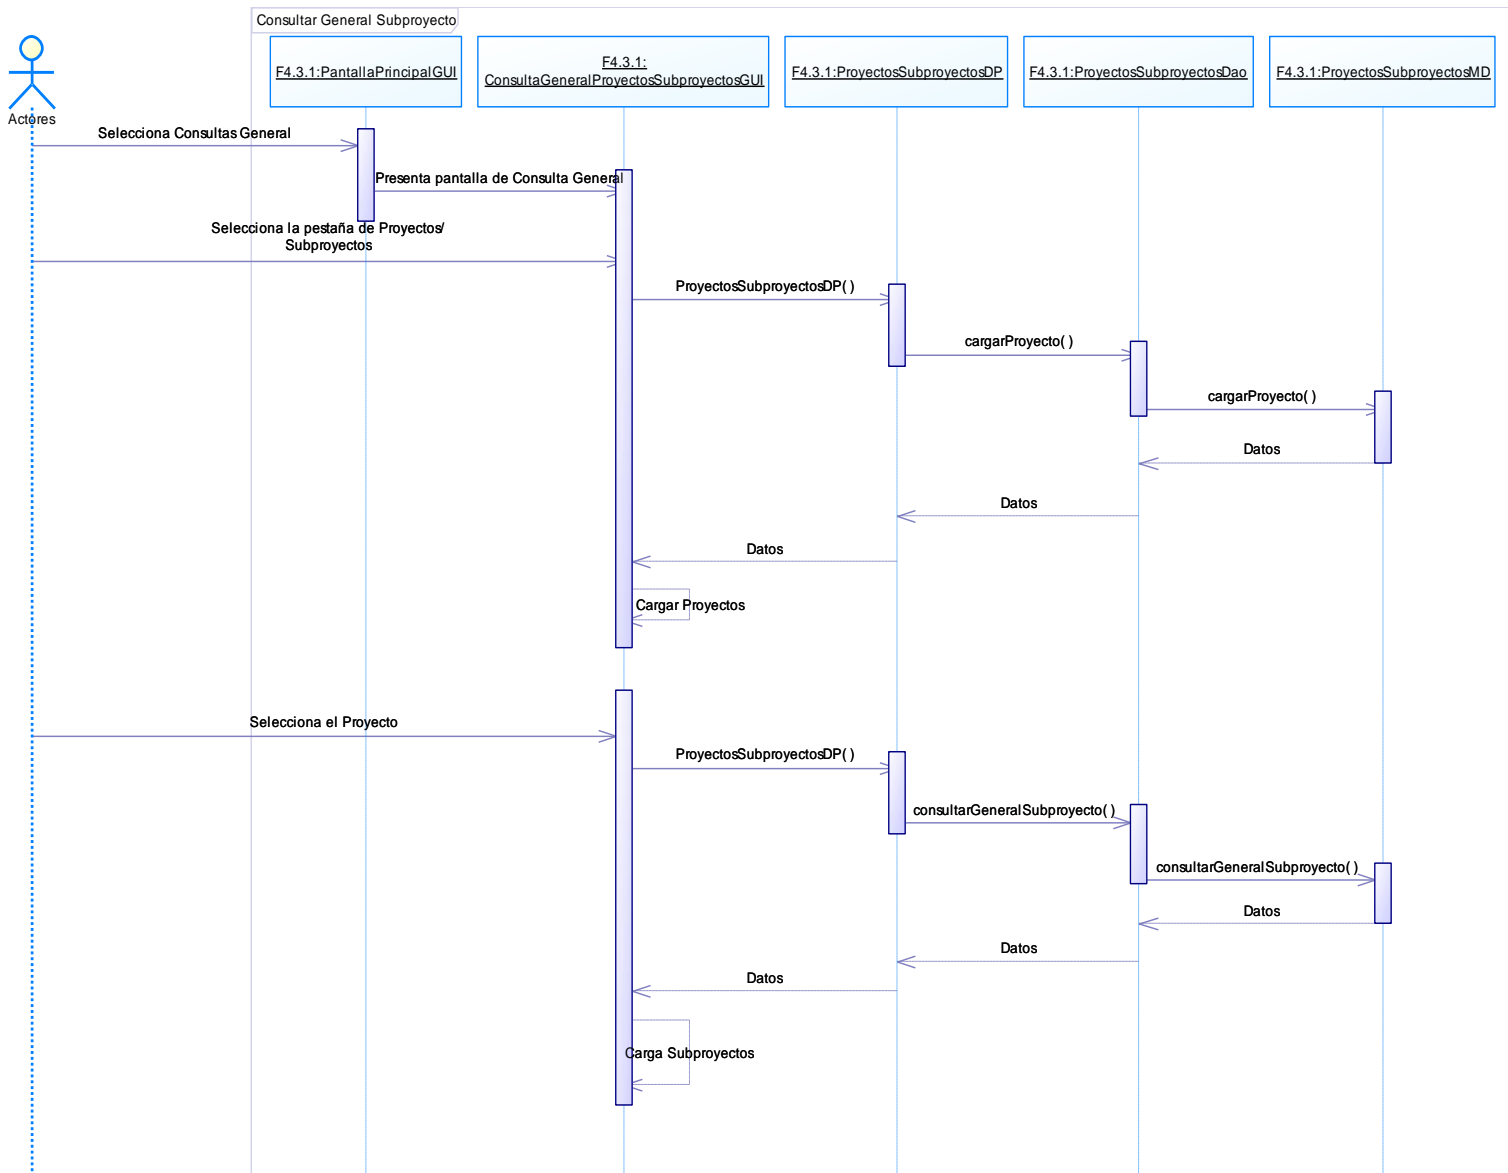 Consultar General Subproyecto
Actores
F4.3.1:PantallaPrincipalGUI
F4.3.1:
ConsultaGeneralProyectosSubproyectosGUI
F4.3.1:ProyectosSubproyectosDP
F4.3.1:ProyectosSubproyectosDao
F4.3.1:ProyectosSubproyectosMD
Selecciona Consultas General
Presenta pantalla de Consulta General
Selecciona la pestaña de Proyectos/
Subproyectos
ProyectosSubproyectosDP( )
cargarProyecto( )
cargarProyecto( )
Datos
Datos
Datos
Cargar Proyectos
Selecciona el Proyecto
ProyectosSubproyectosDP( )
consultarGeneralSubproyecto( )
consultarGeneralSubproyecto( )
Datos
Datos
Datos
Carga Subproyectos